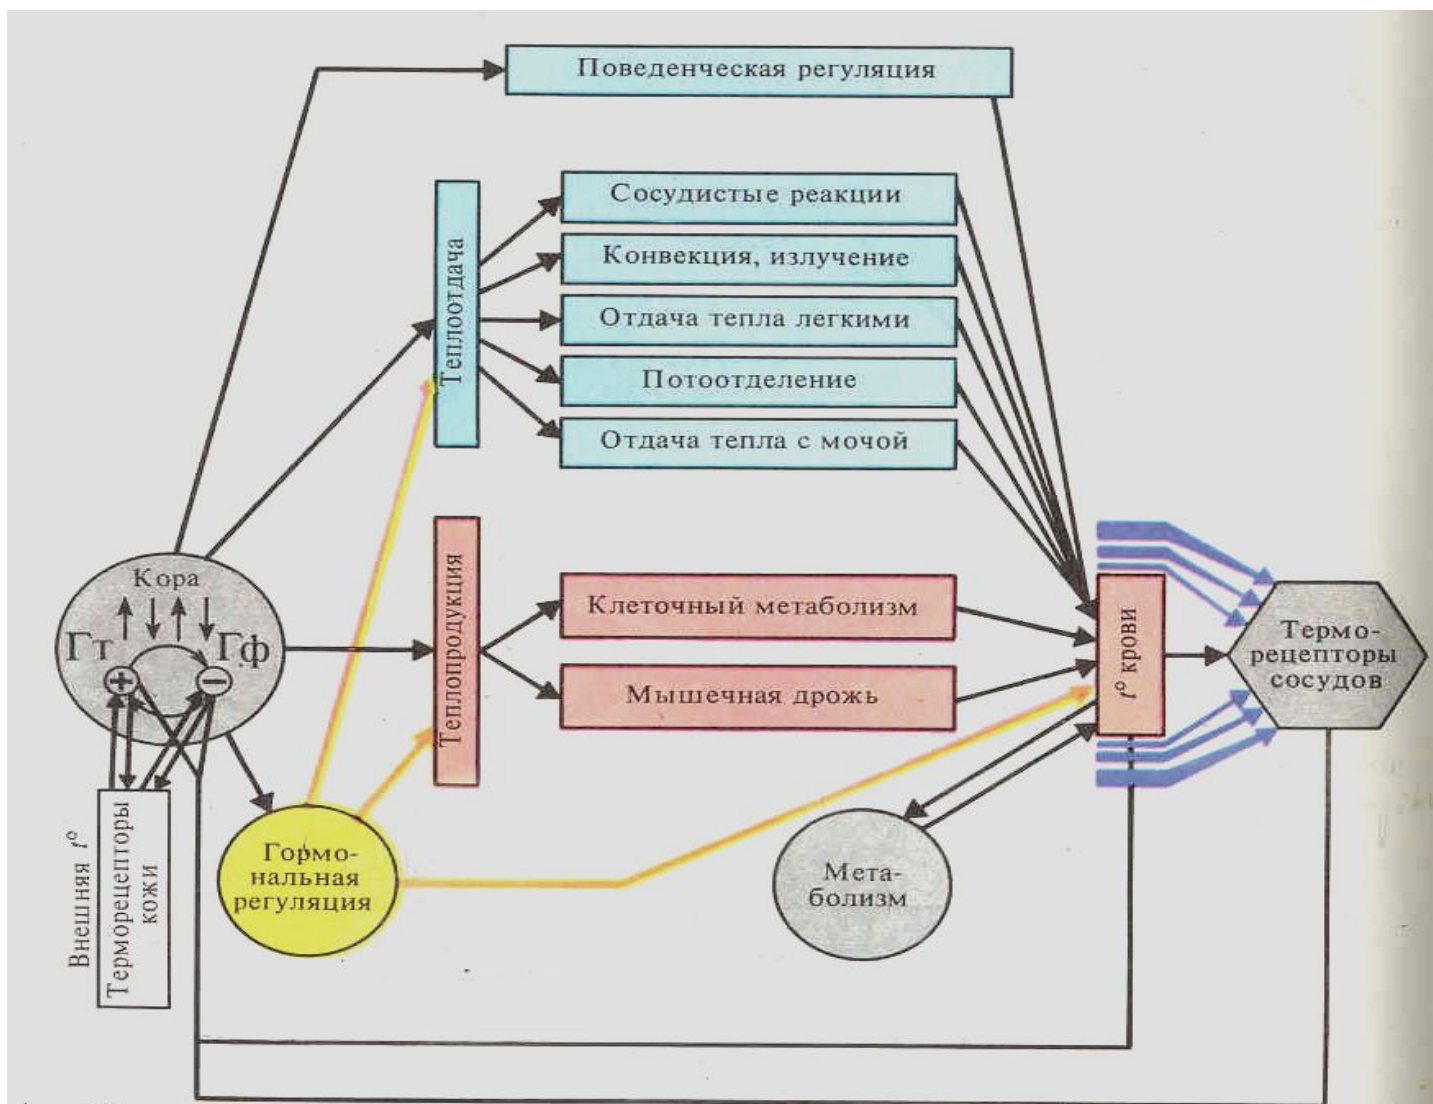 Поведенческая регуляция
Теплоотдача
Сосудистые реакции
Конвекция, излучение
Отдача тепла легкими
Потоотделение
Отдача тепла с мочой
Кора
Гт
Гф
+
−
Теплопродукция
Клеточный метаболизм
Мышечная дрожь
t° крови
Термо-
рецепторы
сосудов
Внешняя t°
Терморецепторы
кожи
Гормо-
нальная
регуляция
Мета-
болизм